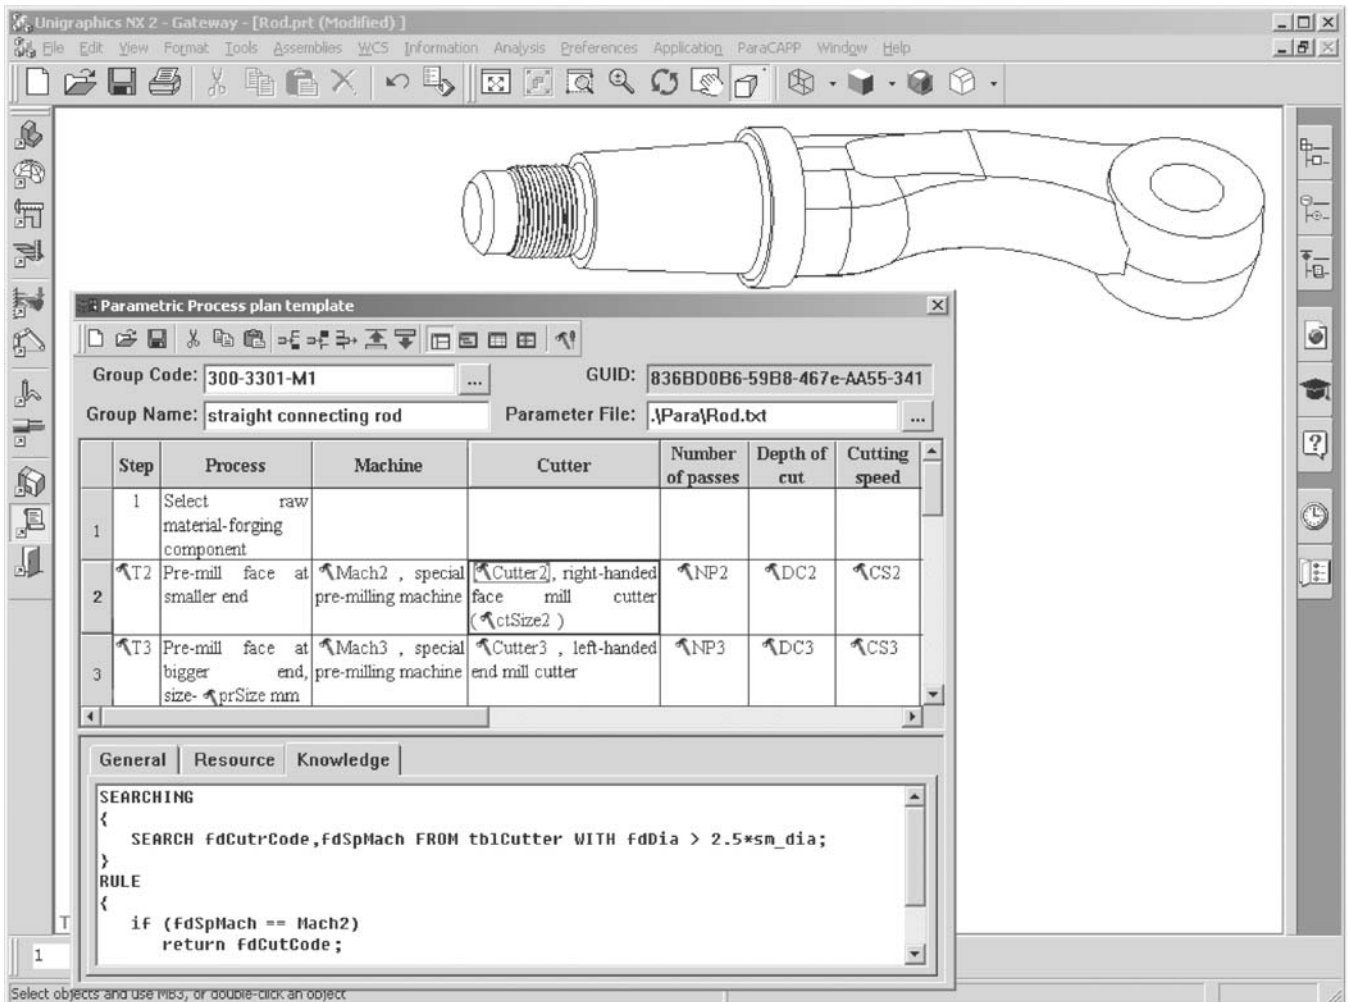 Unigraphics NX 2 - Gateway - [Rod.prt (Modified) ]
File Edit View Format Tools Assemblies WCS Information Analysis Preferences Application ParaCAPP Window Help
Parametric Process plan template
Group Code: 300-3301-M1 ... GUID: 836BD0B6-59B8-467e-AA55-341
Group Name: straight connecting rod Parameter File: .\Para\Rod.txt ...
Step Process Machine Cutter Number of passes Depth of cut Cutting speed
1 1 Select raw
material-forging
component
2 T2 Pre-mill face at smaller end Mach2 , special pre-milling machine Cutter2, right-handed face mill cutter (ctSize2 ) NP2 DC2 CS2
3 T3 Pre-mill face at bigger end, size- prSize mm Mach3 , special pre-milling machine Cutter3 , left-handed end mill cutter NP3 DC3 CS3
General Resource Knowledge
SEARCHING
{
SEARCH fdCutrCode,fdSpMach FROM tblCutter WITH fdDia > 2.5*sm_dia;
}
RULE
{
if (fdSpMach == Mach2)
return fdCutCode;
T
1
Select objects and use MB3, or double-click an object